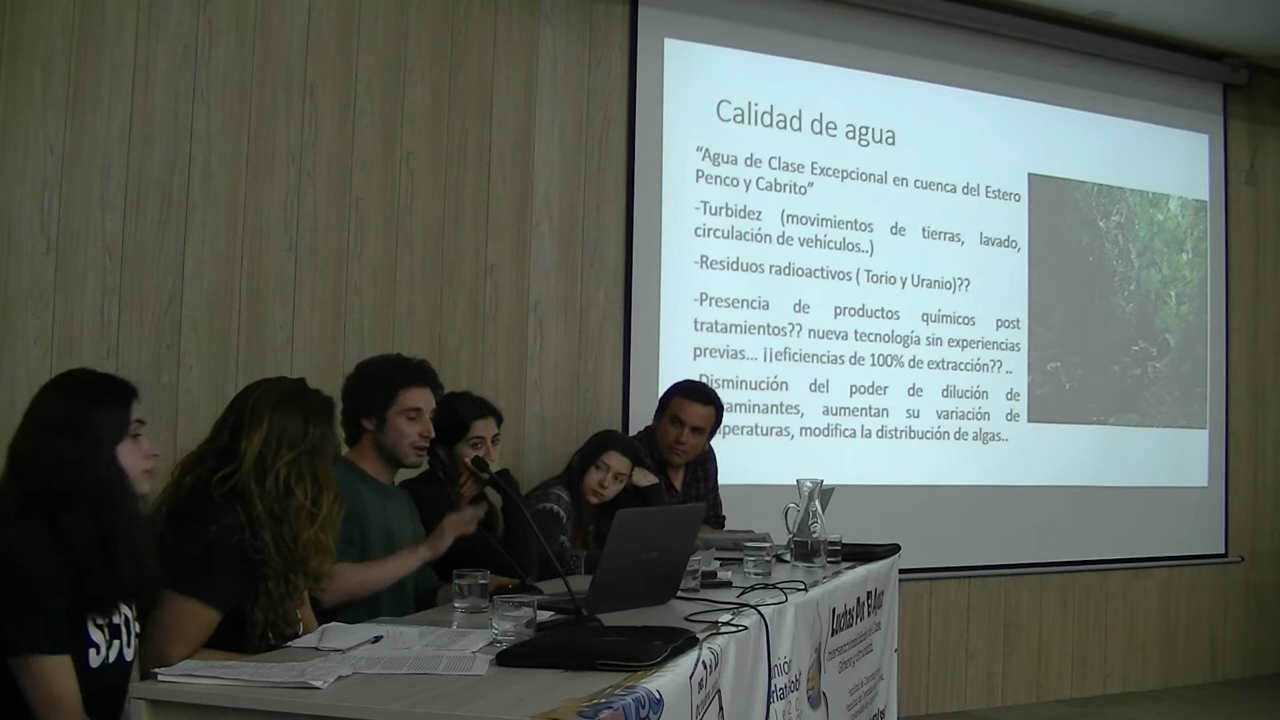 Calidad de agua
“Agua de Clase Excepcional en cuenca del Estero
Penco y Cabrito”
-Turbidez (movimientos de tierras, lavado,
circulación de vehículos..)
-Residuos radioactivos ( Torio y Uranio)??
-Presencia de productos químicos post
tratamientos?? nueva tecnología sin experiencias
previas... ¡¡eficiencias de 100% de extracción?? ..
Disminución del poder de dilución de
aminantes, aumentan su variación de
peraturas, modifica la distribución de algas..
Luchas Por El Agua